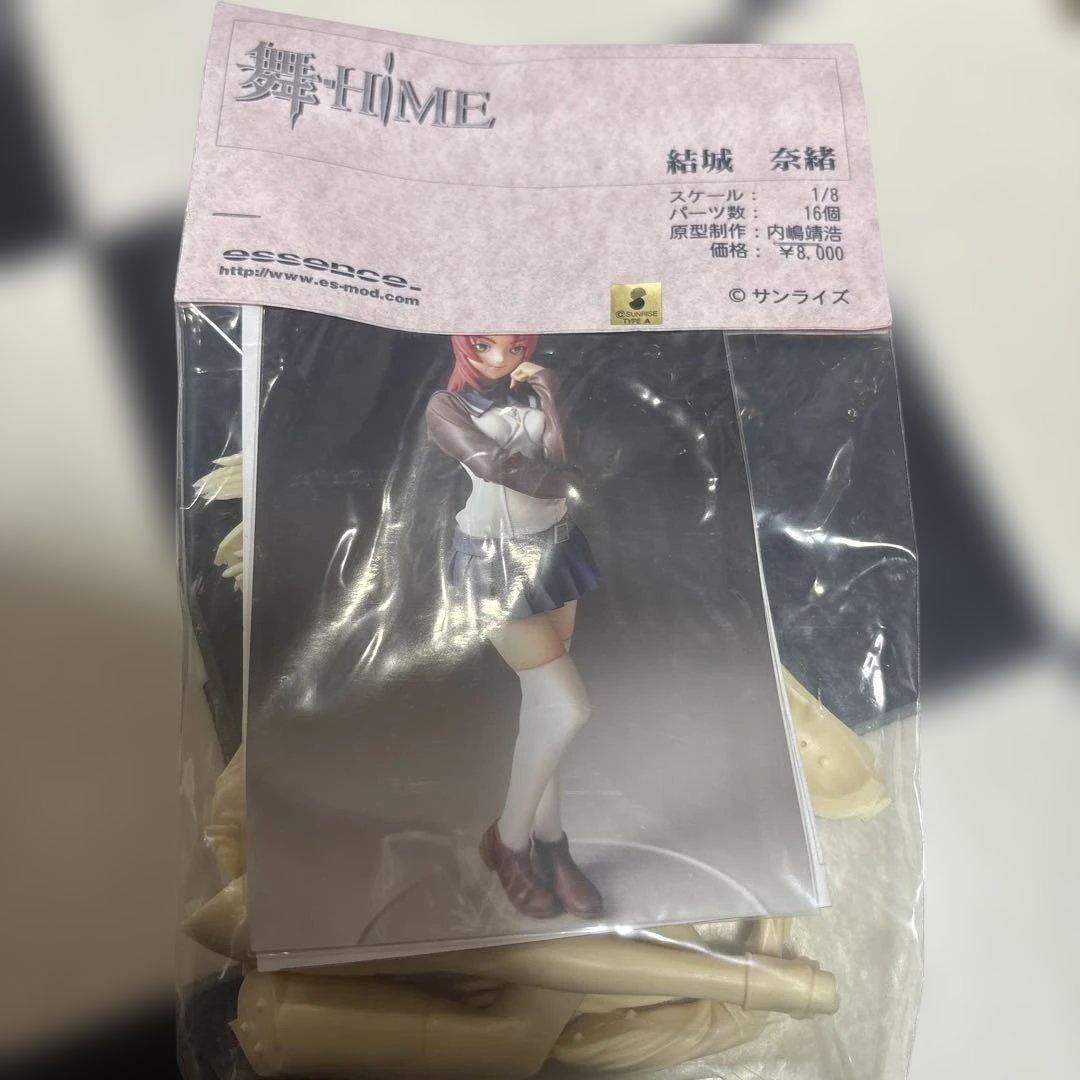 舞-HiME
結城　奈緒
スケール： 1/8
パーツ数： 16個
原型制作：内嶋靖浩
価格： ￥8,000
essence.
http://www.es-mod.com
©SUNRISE
TYPE A
© サンライズ